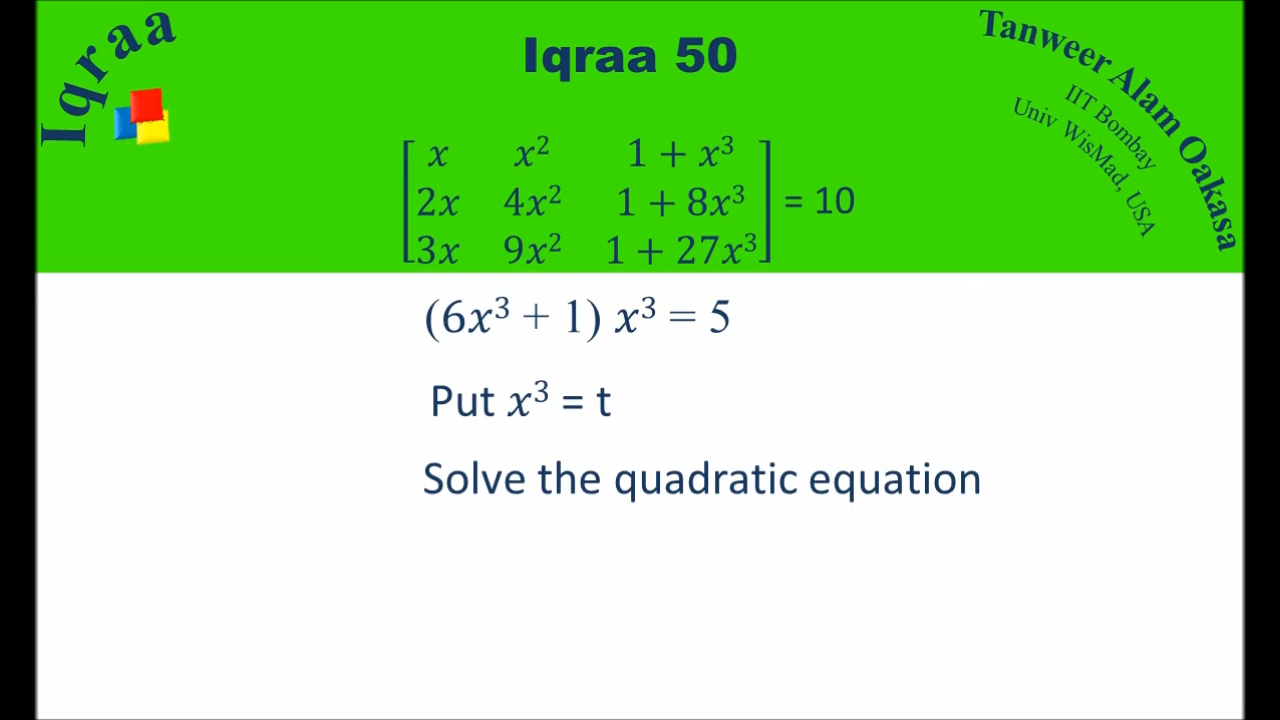 Iqraa
Iqraa 50
Tanweer Alam Oakasa
IIT Bombay
Univ WisMad, USA
x x² 1 + x³
2x 4x² 1 + 8x³ = 10
3x 9x² 1 + 27x³
(6x³ + 1) x³ = 5
Put x³ = t
Solve the quadratic equation